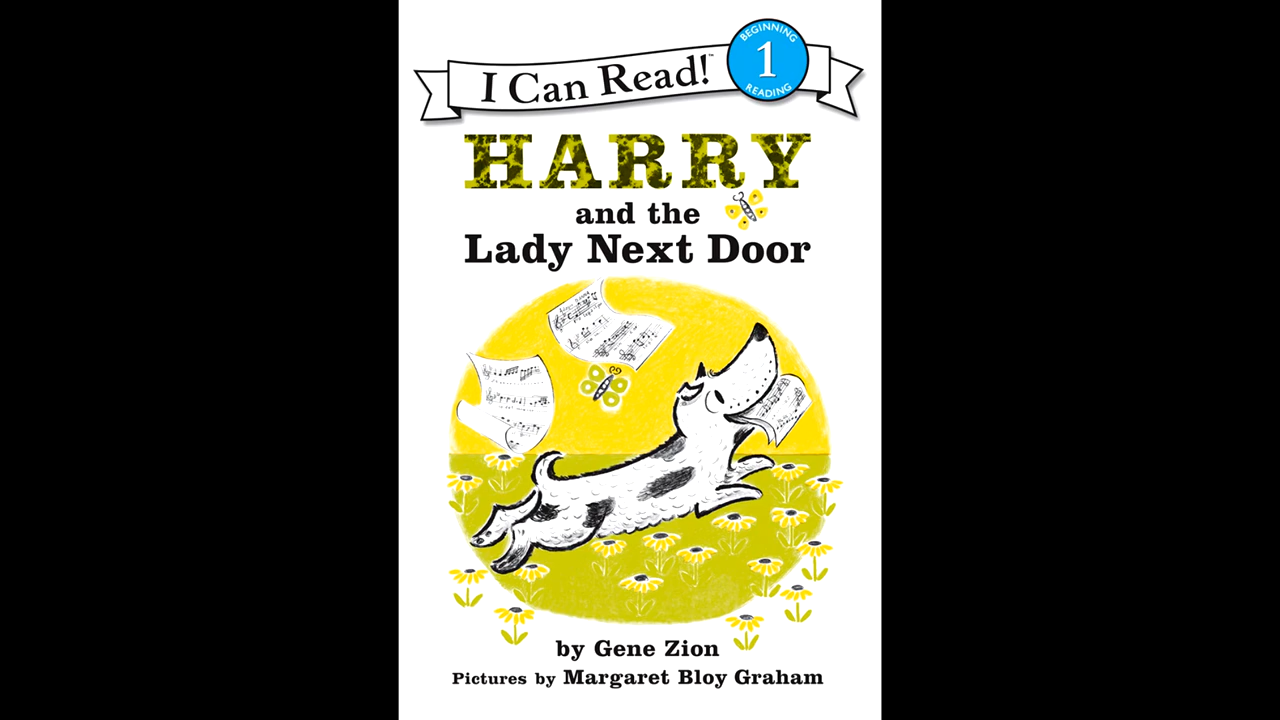 I Can Read!™
BEGINNING
1
READING
HARRY
and the
Lady Next Door
by Gene Zion
Pictures by Margaret Bloy Graham